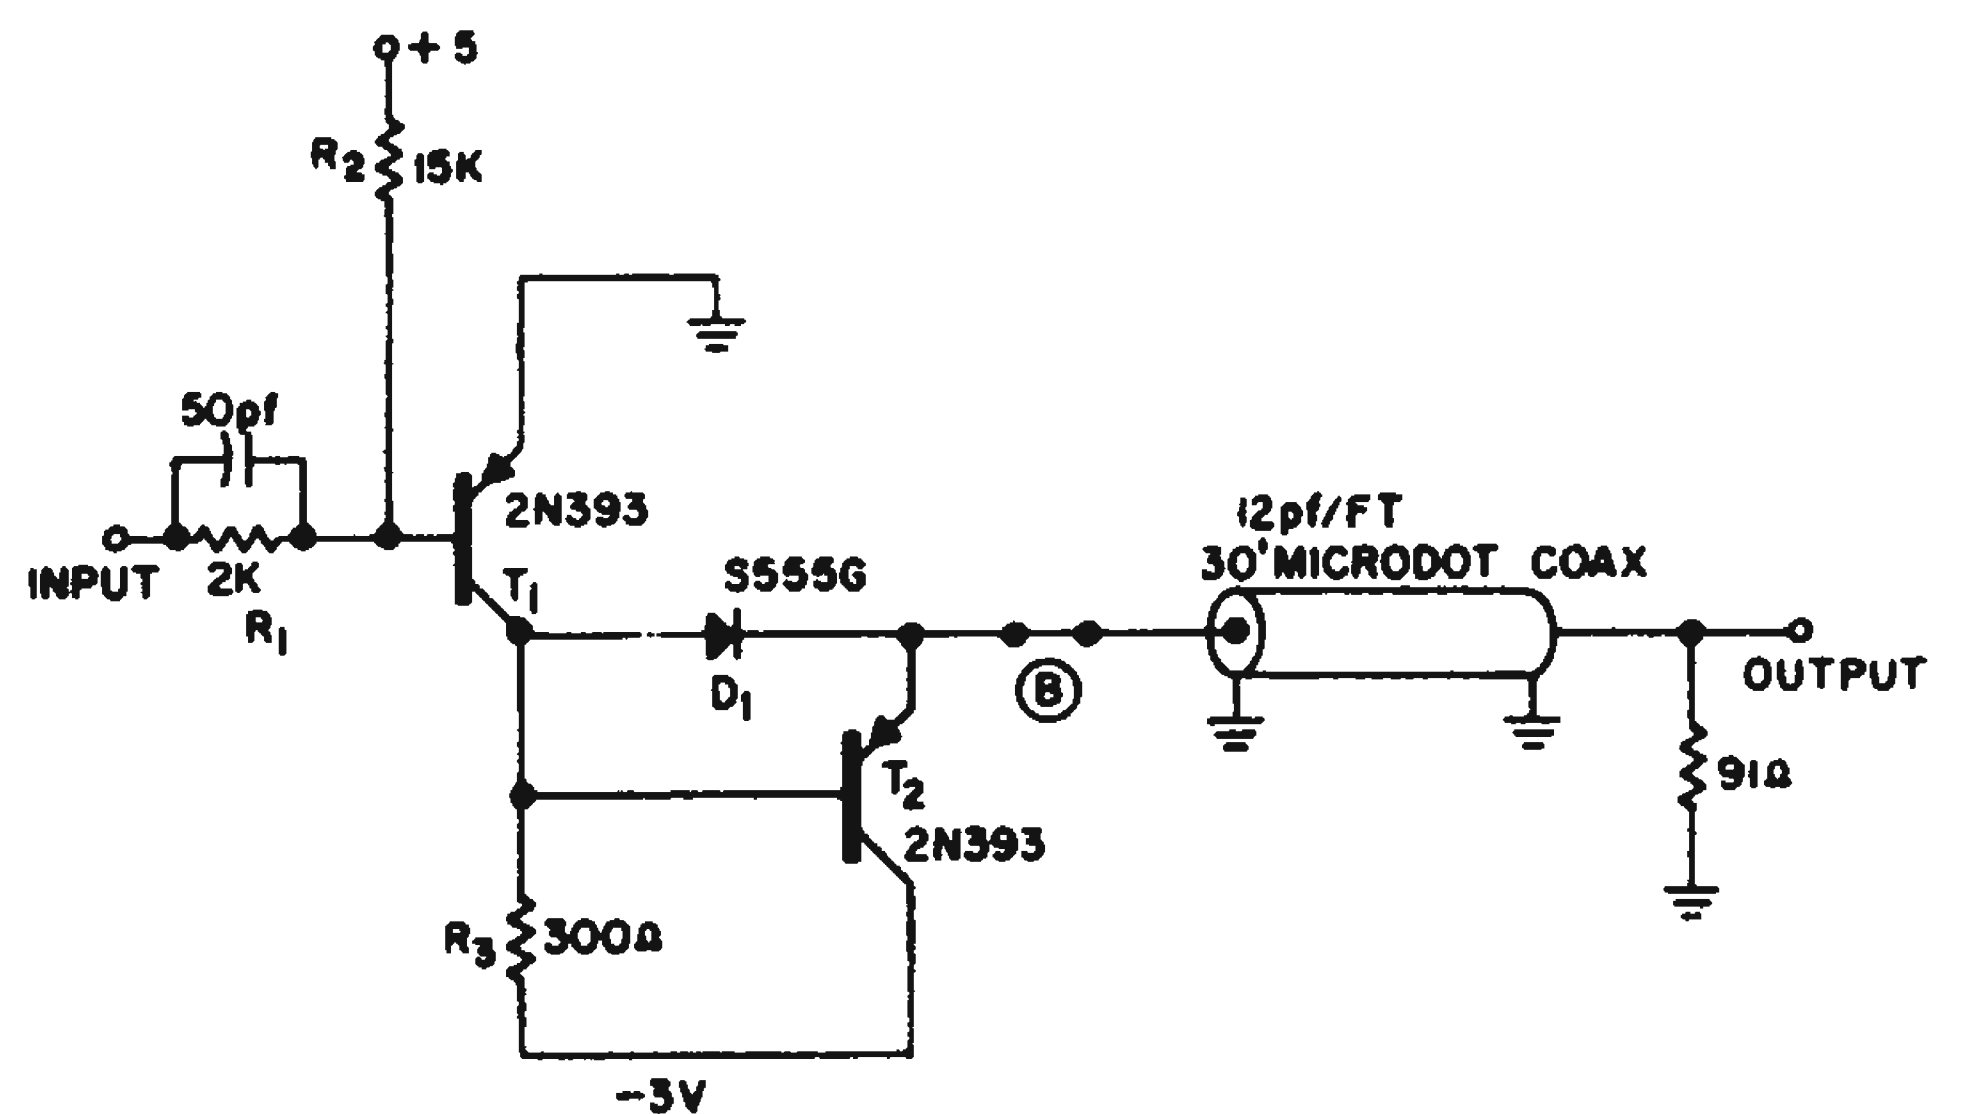 + 5
R2 15K
50pf
INPUT
2K
R1
2N393
T1
S555G
D1
B
T2
2N393
R3 300Ω
-3V
12pf/FT
30' MICRODOT COAX
OUTPUT
91Ω